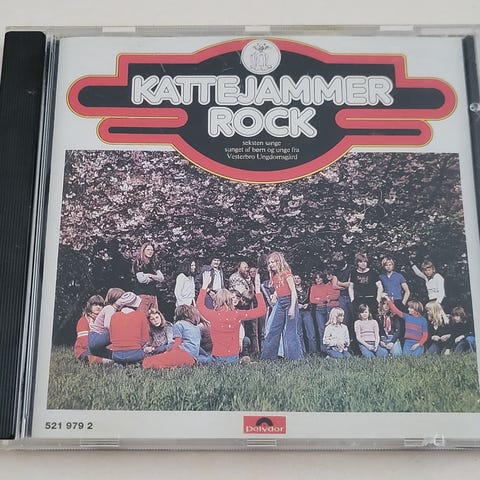 KATTEJAMMER
ROCK
seksten sange
sunget af børn og unge fra
Vesterbro Ungdomsgård
521 979 2
polydor